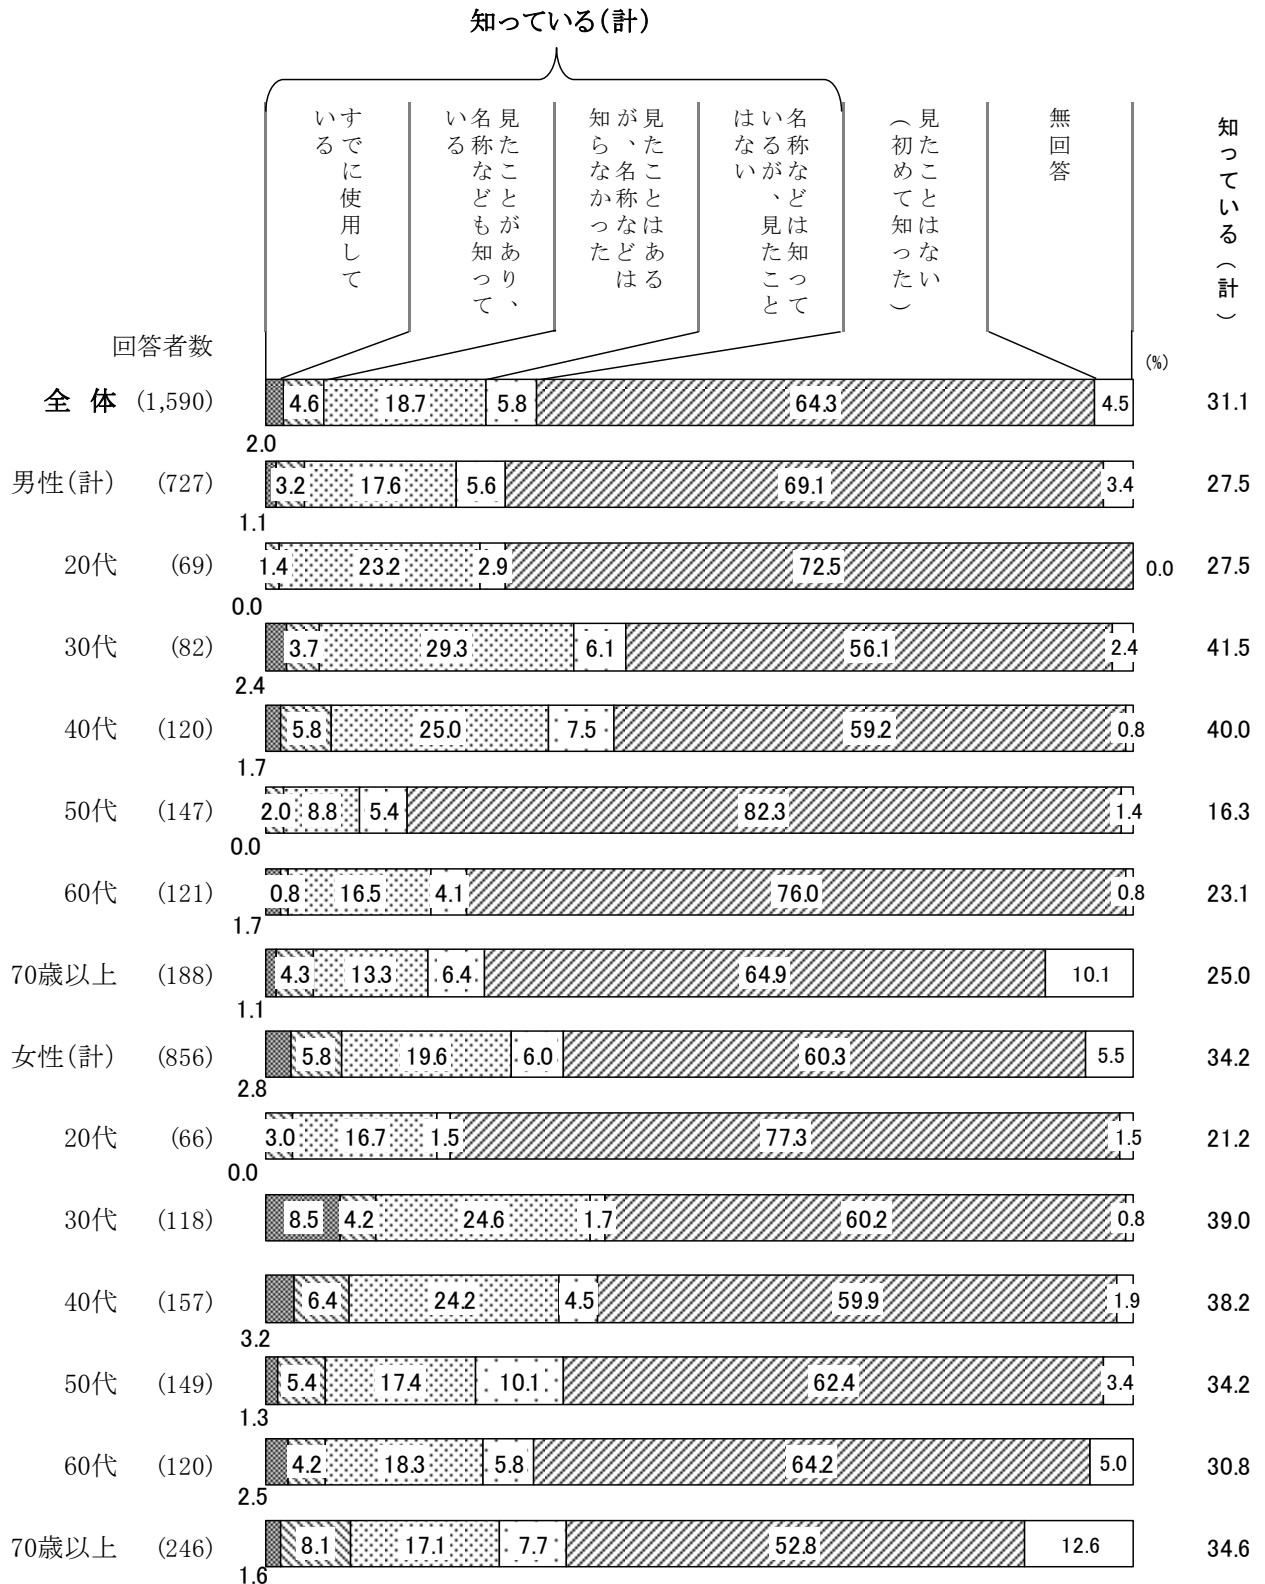 知っている(計)
すでに使用して
いる
見たことがあり、
名称なども知って
いる
見たことはある
が、名称などは
知らなかった
名称などは知って
いるが、見たこと
はない
見たことはない
(初めて知った)
無回答
知っている(計)
回答者数
(%)
全 体 (1,590) 4.6 18.7 5.8 64.3 4.5 31.1
2.0
男性(計) (727) 3.2 17.6 5.6 69.1 3.4 27.5
1.1
20代 (69) 1.4 23.2 2.9 72.5 0.0 27.5
0.0
30代 (82) 3.7 29.3 6.1 56.1 2.4 41.5
2.4
40代 (120) 5.8 25.0 7.5 59.2 0.8 40.0
1.7
50代 (147) 2.0 8.8 5.4 82.3 1.4 16.3
0.0
60代 (121) 0.8 16.5 4.1 76.0 0.8 23.1
1.7
70歳以上 (188) 4.3 13.3 6.4 64.9 10.1 25.0
1.1
女性(計) (856) 5.8 19.6 6.0 60.3 5.5 34.2
2.8
20代 (66) 3.0 16.7 1.5 77.3 1.5 21.2
0.0
30代 (118) 8.5 4.2 24.6 1.7 60.2 0.8 39.0
40代 (157) 6.4 24.2 4.5 59.9 1.9 38.2
3.2
50代 (149) 5.4 17.4 10.1 62.4 3.4 34.2
1.3
60代 (120) 4.2 18.3 5.8 64.2 5.0 30.8
2.5
70歳以上 (246) 8.1 17.1 7.7 52.8 12.6 34.6
1.6